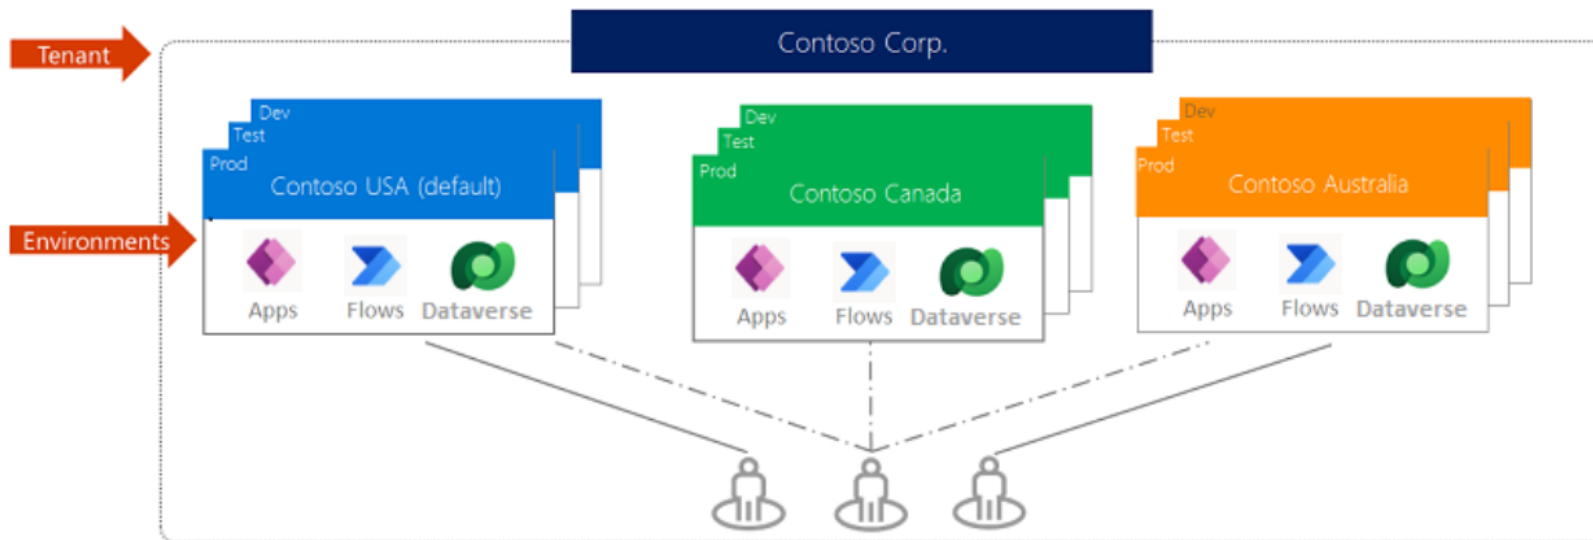 Tenant
Contoso Corp.
Dev
Test
Prod
Contoso USA (default)
Dev
Test
Prod
Contoso Canada
Dev
Test
Prod
Contoso Australia
Environments
Apps Flows Dataverse
Apps Flows Dataverse
Apps Flows Dataverse